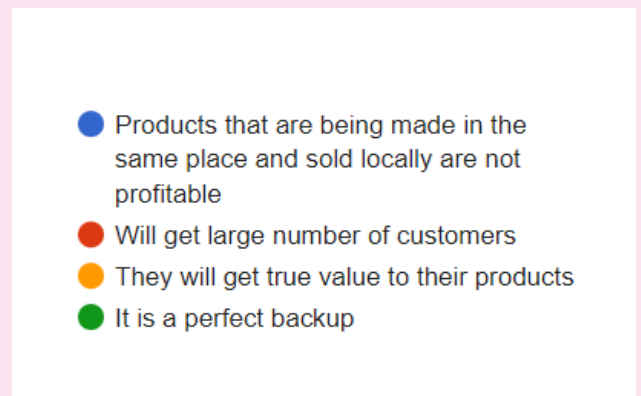 Products that are being made in the
same place and sold locally are not
profitable
Will get large number of customers
They will get true value to their products
It is a perfect backup